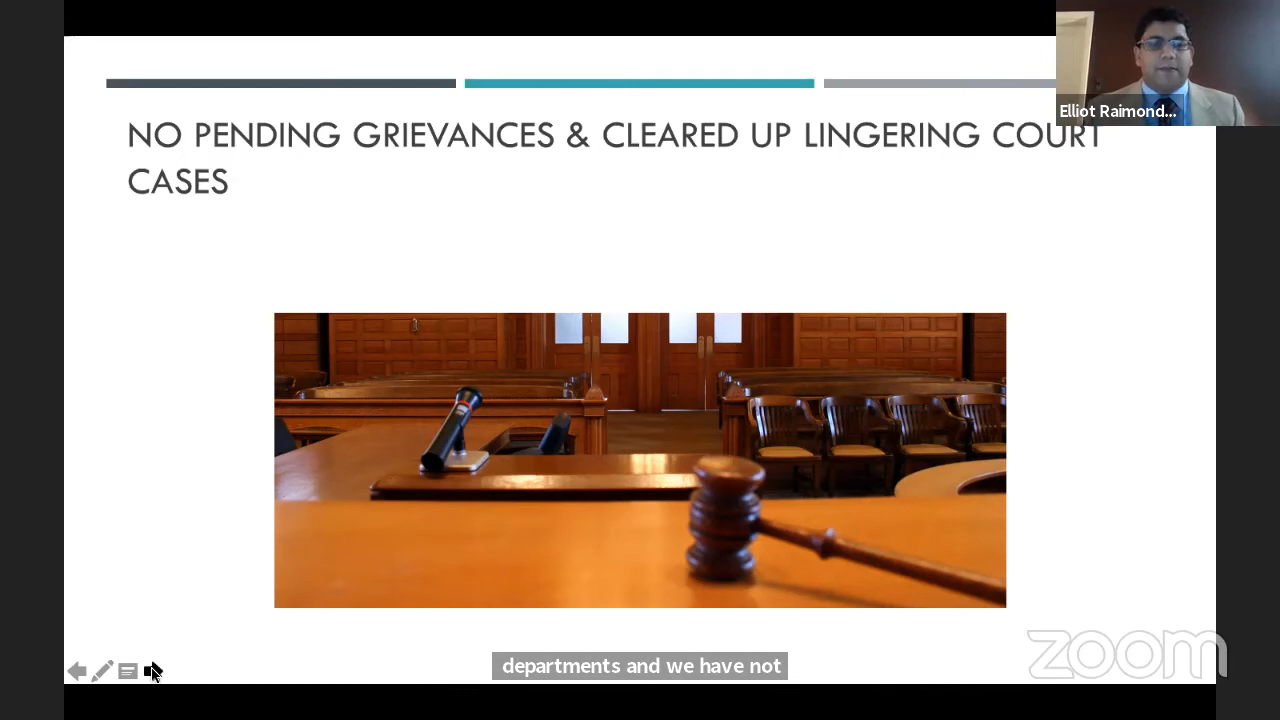 Elliot Raimond...
NO PENDING GRIEVANCES & CLEARED UP LINGERING COURT
CASES
departments and we have not
zoom